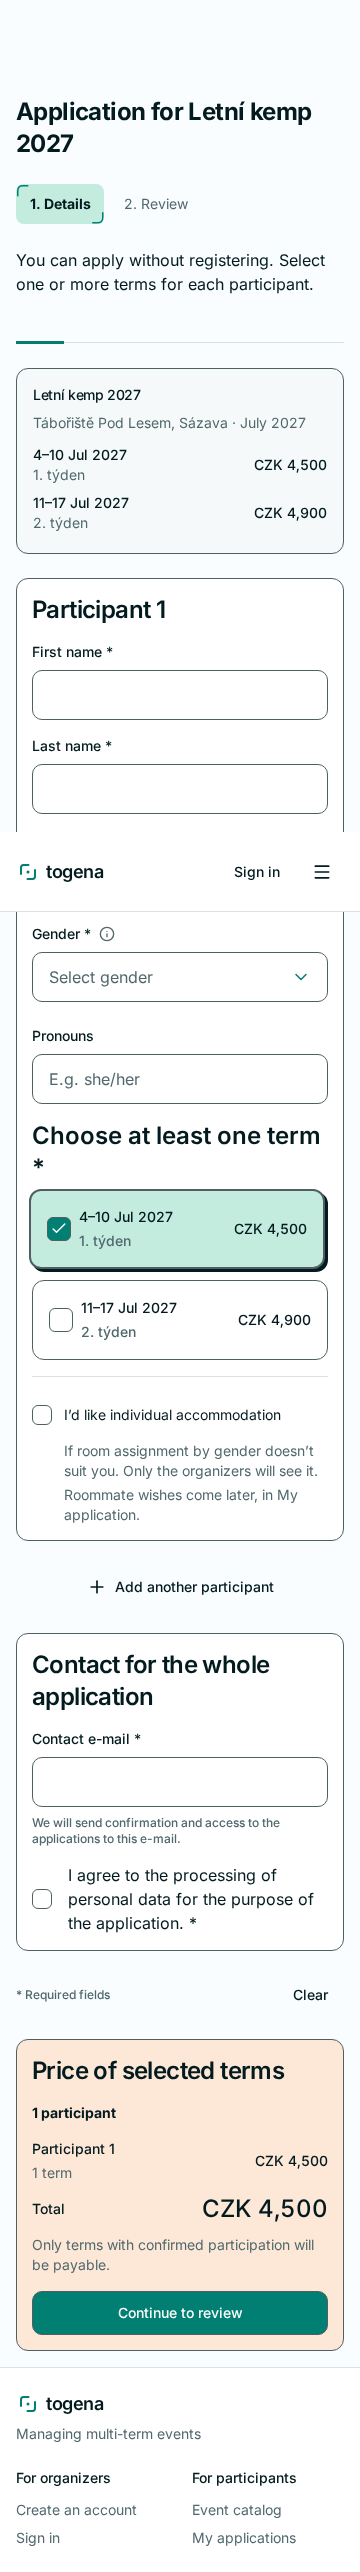 Application for Letní kemp
2027
1. Details
2. Review
You can apply without registering. Select
one or more terms for each participant.
Letní kemp 2027
Tábořiště Pod Lesem, Sázava · July 2027
4–10 Jul 2027
CZK 4,500
1. týden
11–17 Jul 2027
CZK 4,900
2. týden
Participant 1
First name *
Last name *
togena
Sign in
Gender *
Select gender
Pronouns
E.g. she/her
Choose at least one term
*
4–10 Jul 2027
CZK 4,500
1. týden
11–17 Jul 2027
CZK 4,900
2. týden
I’d like individual accommodation
If room assignment by gender doesn’t
suit you. Only the organizers will see it.
Roommate wishes come later, in My
application.
Add another participant
Contact for the whole
application
Contact e-mail *
We will send confirmation and access to the
applications to this e-mail.
I agree to the processing of
personal data for the purpose of
the application. *
* Required fields
Clear
Price of selected terms
1 participant
Participant 1
CZK 4,500
1 term
Total
CZK 4,500
Only terms with confirmed participation will
be payable.
Continue to review
togena
Managing multi-term events
For organizers
For participants
Create an account
Event catalog
Sign in
My applications